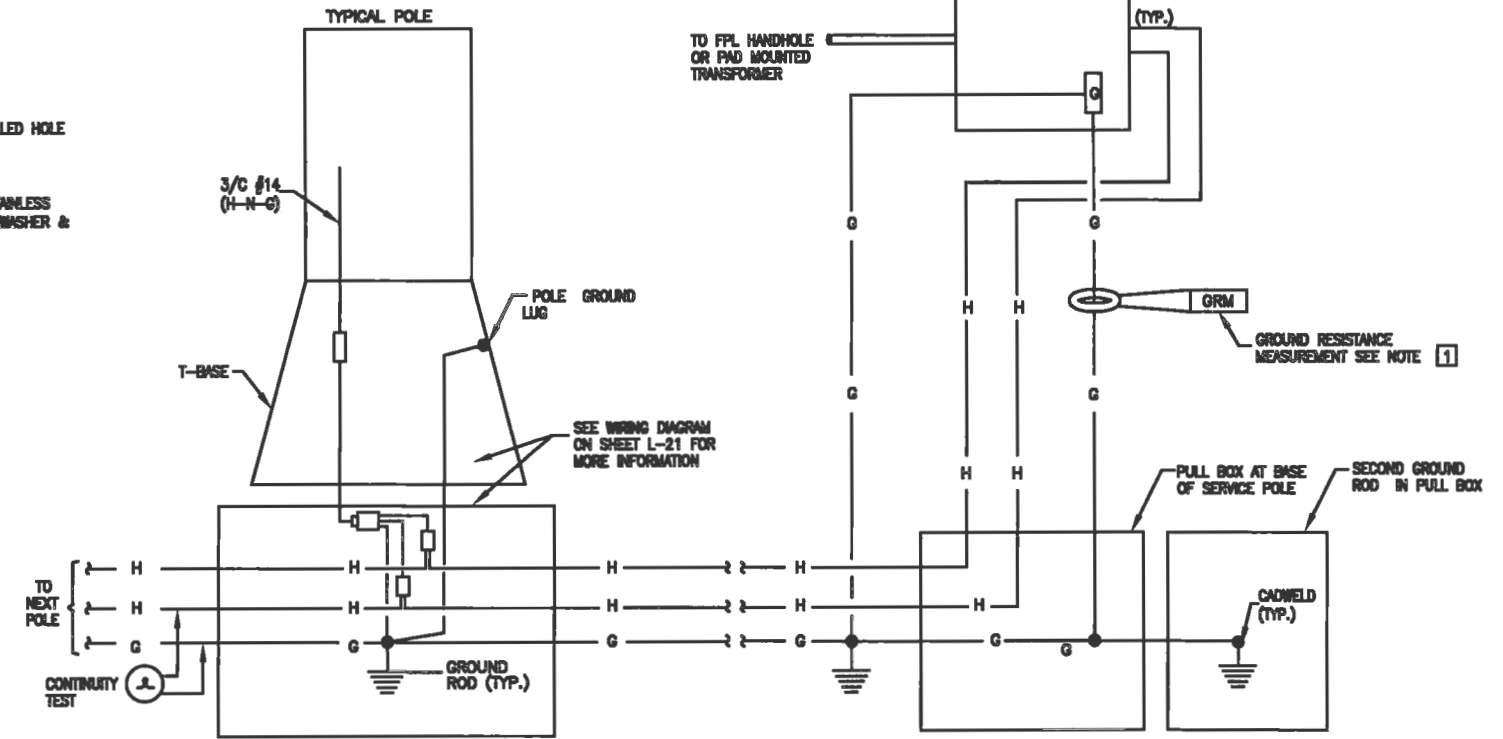 TYPICAL POLE
(TYP.)
TO FPL HANDHOLE
OR PAD MOUNTED
TRANSFORMER
G
LED HOLE
3/C #14
(H-N-G)
WASHER &
G
G
POLE GROUND
LUG
H
H
GRM
GROUND RESISTANCE
MEASUREMENT SEE NOTE 1
T-BASE
G
G
SEE WIRING DIAGRAM
ON SHEET L-21 FOR
MORE INFORMATION
H
H
PULL BOX AT BASE
OF SERVICE POLE
SECOND GROUND
ROD IN PULL BOX
H
H
H
H
TO
NEXT
POLE
H
H
H
H
H
CADWELD
(TYP.)
G
G
G
G
G
G
GROUND
ROD (TYP.)
CONTINUITY
TEST